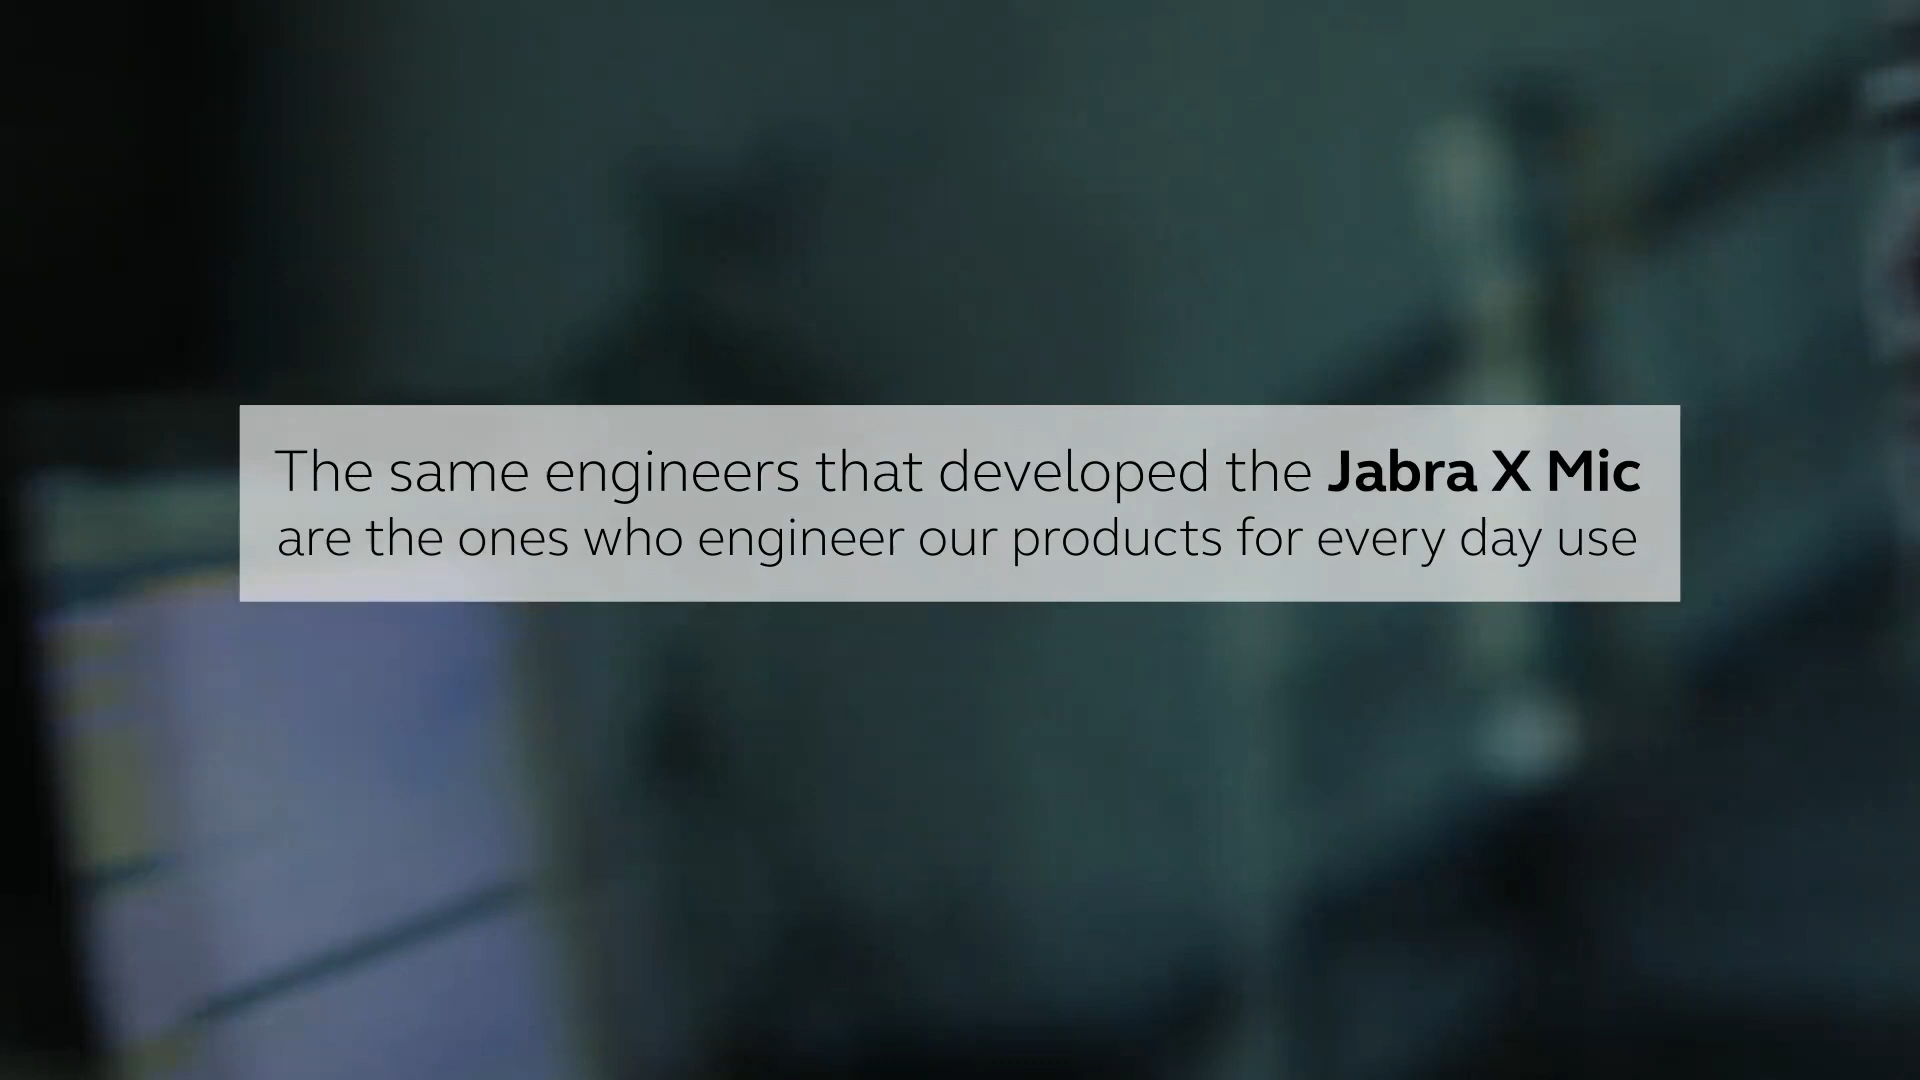 The same engineers that developed the Jabra X Mic
are the ones who engineer our products for every day use